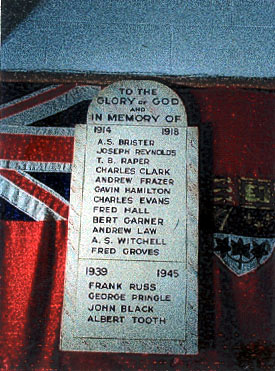 TO THE
GLORY OF GOD
AND
IN MEMORY OF
1914 1918
A.S. BRISTER
JOSEPH REYNOLDS
T. B. RAPER
CHARLES CLARK
ANDREW FRAZER
GAVIN HAMILTON
CHARLES EVANS
FRED HALL
BERT GARNER
ANDREW LAW
A. S. WITCHELL
FRED GROVES
1939 1945
FRANK RUSS
GEORGE PRINGLE
JOHN BLACK
ALBERT TOOTH